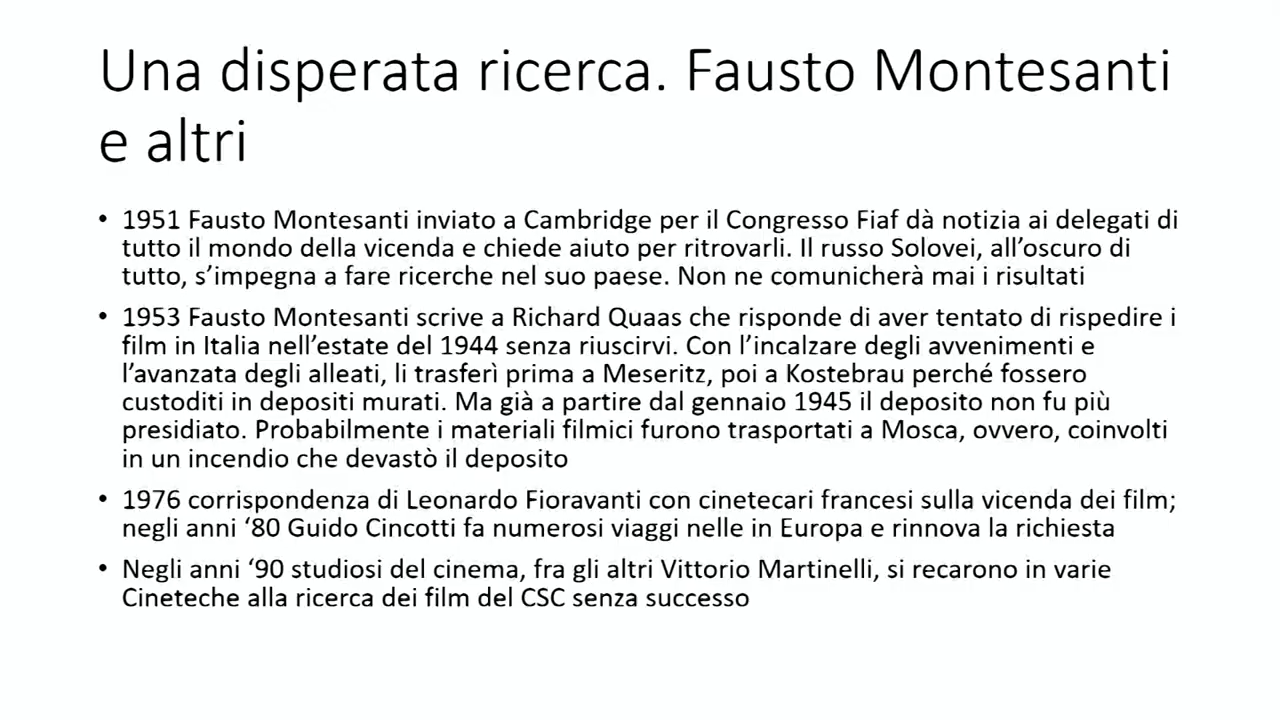 Una disperata ricerca. Fausto Montesanti
e altri
• 1951 Fausto Montesanti inviato a Cambridge per il Congresso Fiaf dà notizia ai delegati di
tutto il mondo della vicenda e chiede aiuto per ritrovarli. Il russo Solovei, all’oscuro di
tutto, s’impegna a fare ricerche nel suo paese. Non ne comunicherà mai i risultati
• 1953 Fausto Montesanti scrive a Richard Quaas che risponde di aver tentato di rispedire i
film in Italia nell’estate del 1944 senza riuscirvi. Con l’incalzare degli avvenimenti e
l’avanzata degli alleati, li trasferì prima a Meseritz, poi a Kostebrau perché fossero
custoditi in depositi murati. Ma già a partire dal gennaio 1945 il deposito non fu più
presidiato. Probabilmente i materiali filmici furono trasportati a Mosca, ovvero, coinvolti
in un incendio che devastò il deposito
• 1976 corrispondenza di Leonardo Fioravanti con cinetecari francesi sulla vicenda dei film;
negli anni ‘80 Guido Cincotti fa numerosi viaggi nelle in Europa e rinnova la richiesta
• Negli anni ‘90 studiosi del cinema, fra gli altri Vittorio Martinelli, si recarono in varie
Cineteche alla ricerca dei film del CSC senza successo